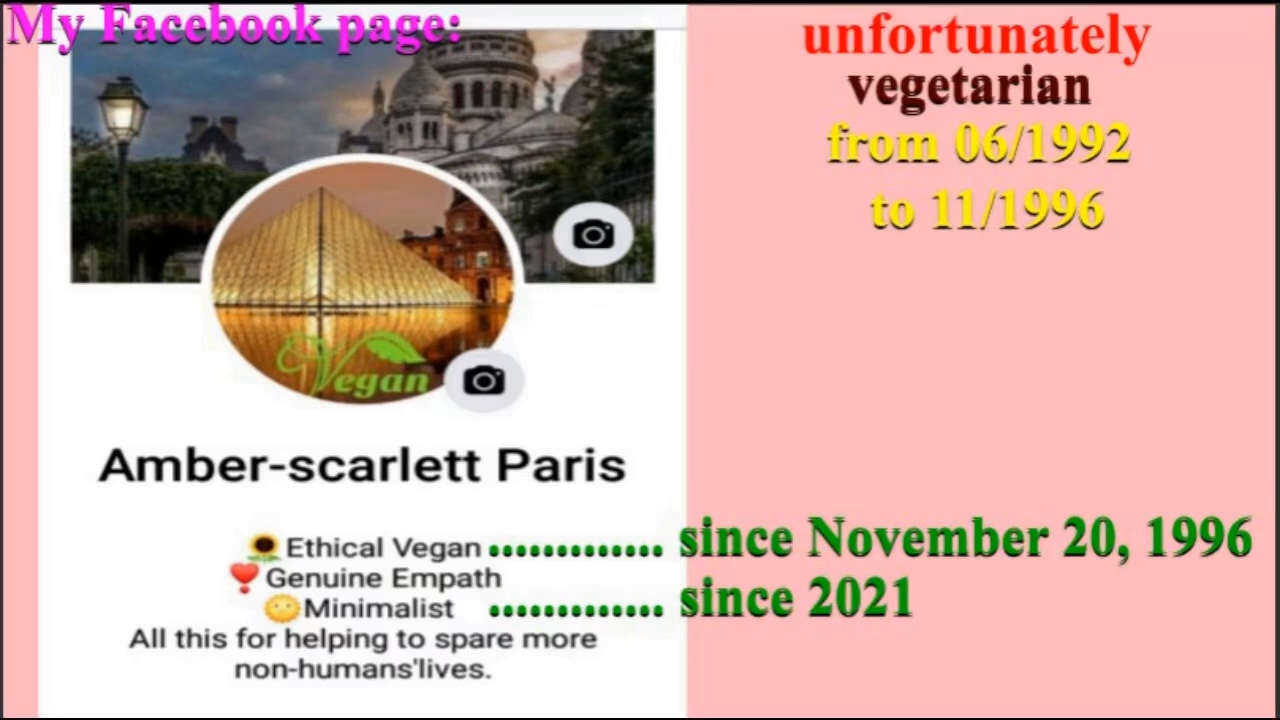 My Facebook page:
unfortunately
vegetarian
from 06/1992
to 11/1996
Vegan
Amber-scarlett Paris
🌻Ethical Vegan ............. since November 20, 1996
❣️Genuine Empath
🌝Minimalist ............. since 2021
All this for helping to spare more
non-humans'lives.